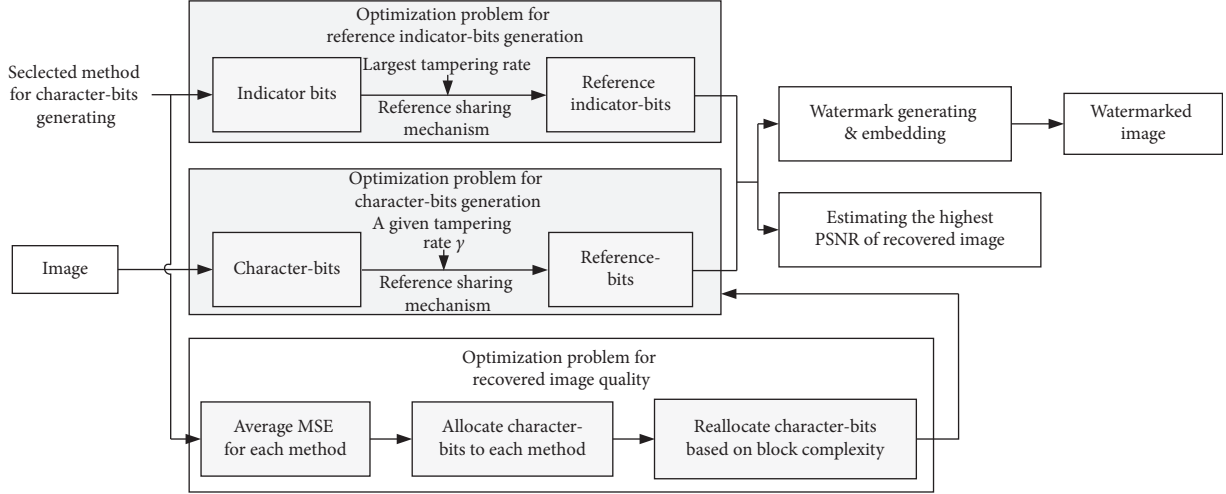 Optimization problem for
reference indicator-bits generation
Seclected method
for character-bits
generating
Indicator bits
Largest tampering rate
Reference sharing
mechanism
Reference
indicator-bits
Watermark generating
& embedding
Watermarked
image
Optimization problem for
character-bits generation
Image
Character-bits
A given tampering
rate γ
Reference sharing
mechanism
Reference-
bits
Estimating the highest
PSNR of recovered image
Optimization problem for
recovered image quality
Average MSE
for each method
Allocate character-
bits to each method
Reallocate character-bits
based on block complexity